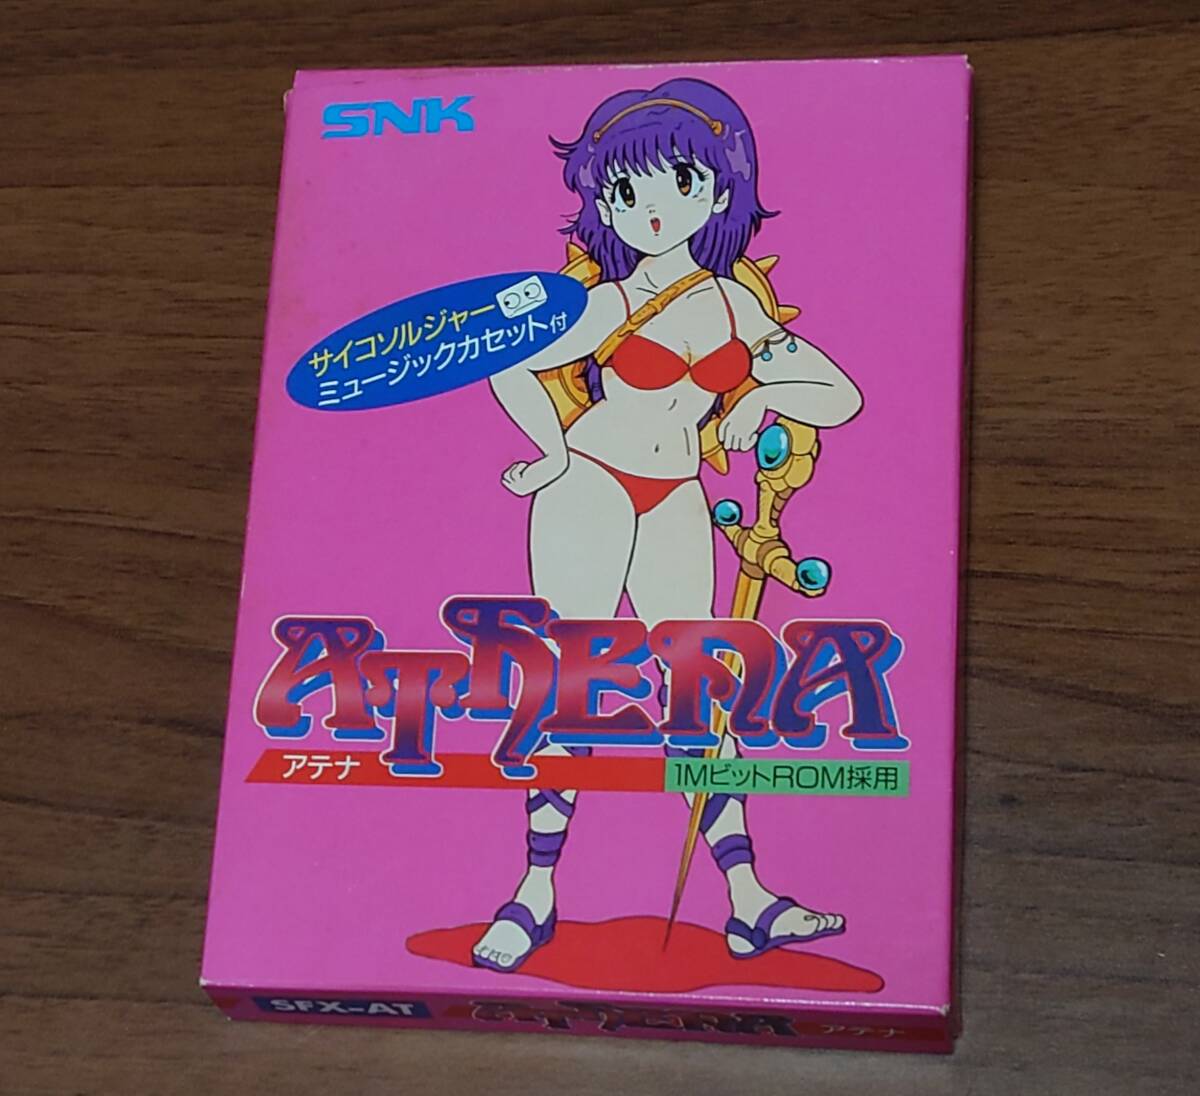 SNK
サイコソルジャー
ミュージックカセット付
ATHENA
アテナ
1MビットROM採用
SFX-AT
ATHENA
アテナ